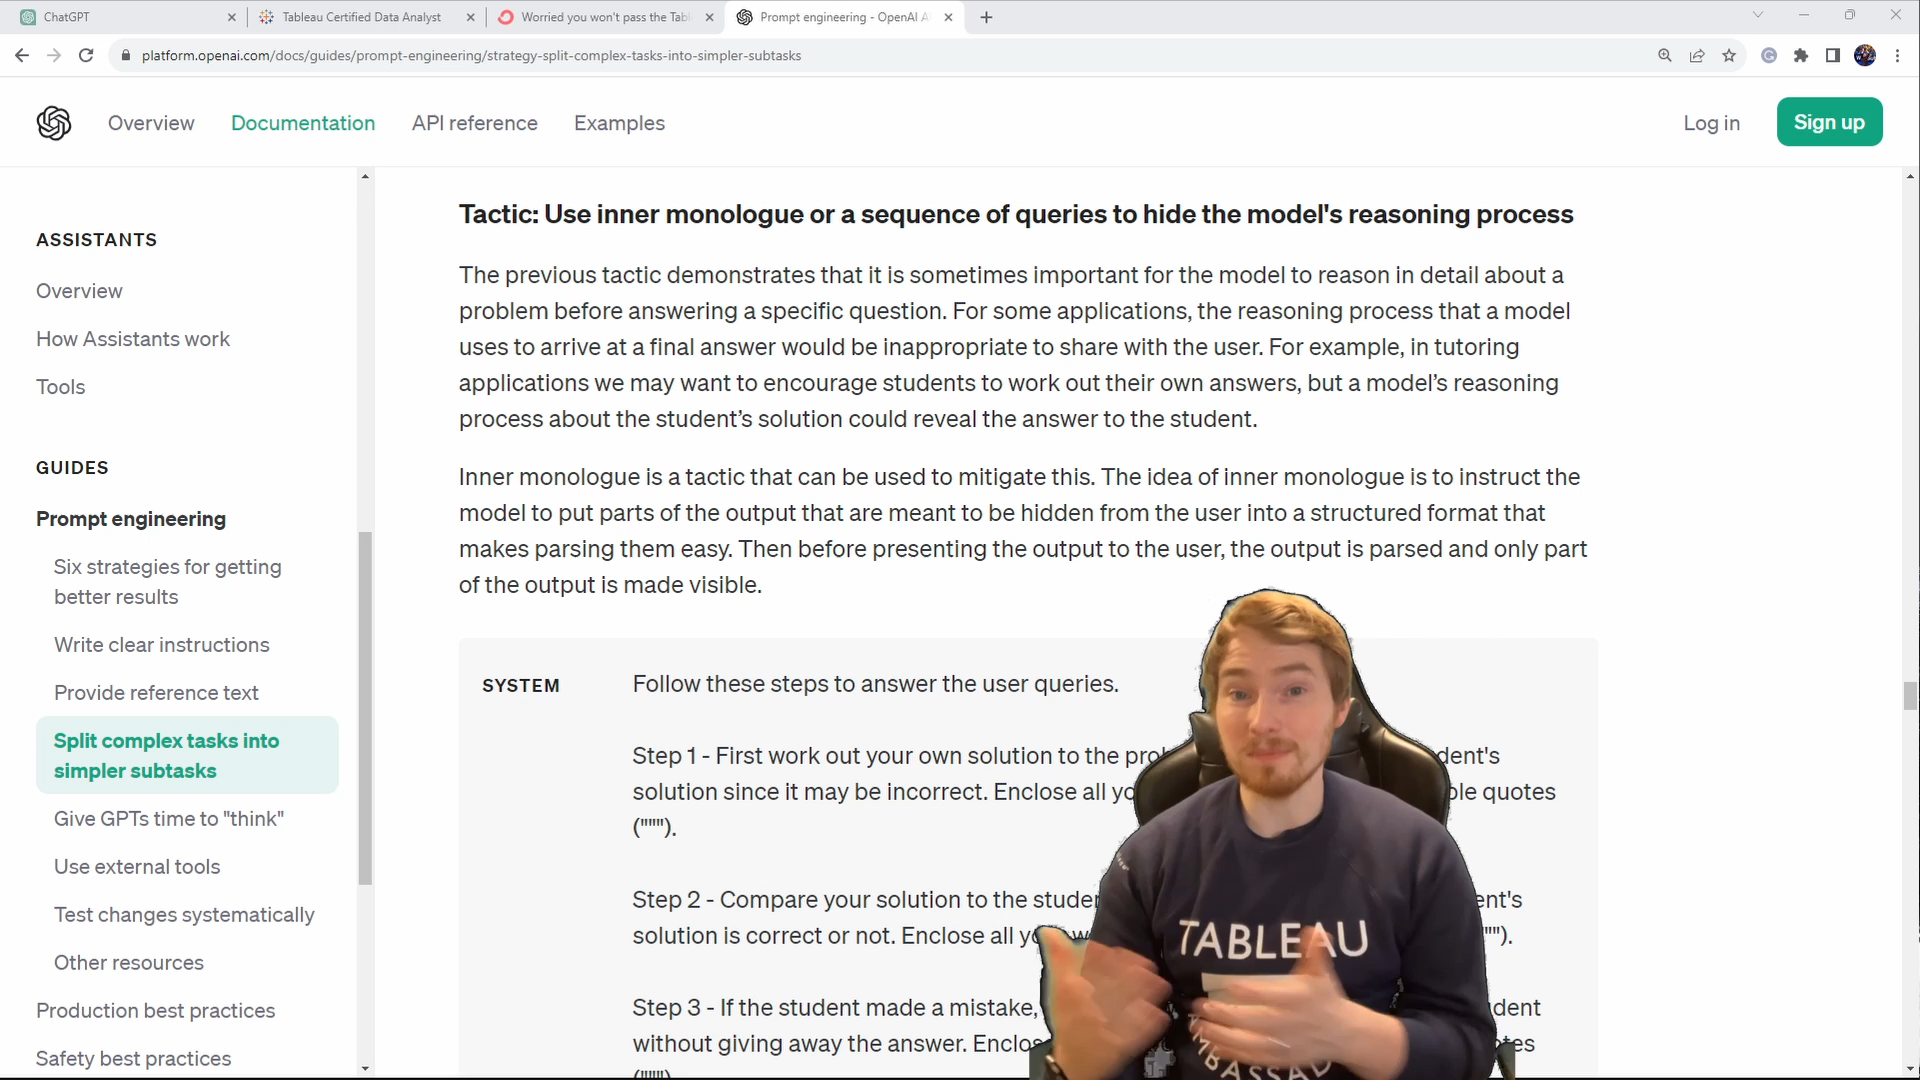 ChatGPT
Tableau Certified Data Analyst
Worried you won't pass the Tabl
Prompt engineering - OpenAI A
platform.openai.com/docs/guides/prompt-engineering/strategy-split-complex-tasks-into-simpler-subtasks
Overview
Documentation
API reference
Examples
Log in
Sign up
ASSISTANTS
Overview
How Assistants work
Tools
GUIDES
Prompt engineering
Six strategies for getting
better results
Write clear instructions
Provide reference text
Split complex tasks into
simpler subtasks
Give GPTs time to "think"
Use external tools
Test changes systematically
Other resources
Production best practices
Safety best practices
Tactic: Use inner monologue or a sequence of queries to hide the model's reasoning process
The previous tactic demonstrates that it is sometimes important for the model to reason in detail about a
problem before answering a specific question. For some applications, the reasoning process that a model
uses to arrive at a final answer would be inappropriate to share with the user. For example, in tutoring
applications we may want to encourage students to work out their own answers, but a model’s reasoning
process about the student’s solution could reveal the answer to the student.
Inner monologue is a tactic that can be used to mitigate this. The idea of inner monologue is to instruct the
model to put parts of the output that are meant to be hidden from the user into a structured format that
makes parsing them easy. Then before presenting the output to the user, the output is parsed and only part
of the output is made visible.
SYSTEM
Follow these steps to answer the user queries.
Step 1 - First work out your own solution to the prob dent's
solution since it may be incorrect. Enclose all yo ple quotes
(""").
Step 2 - Compare your solution to the studen ent's
solution is correct or not. Enclose all yo "").
Step 3 - If the student made a mistake, dent
without giving away the answer. Enclos otes
(""")
TABLEAU
AMBASSAD